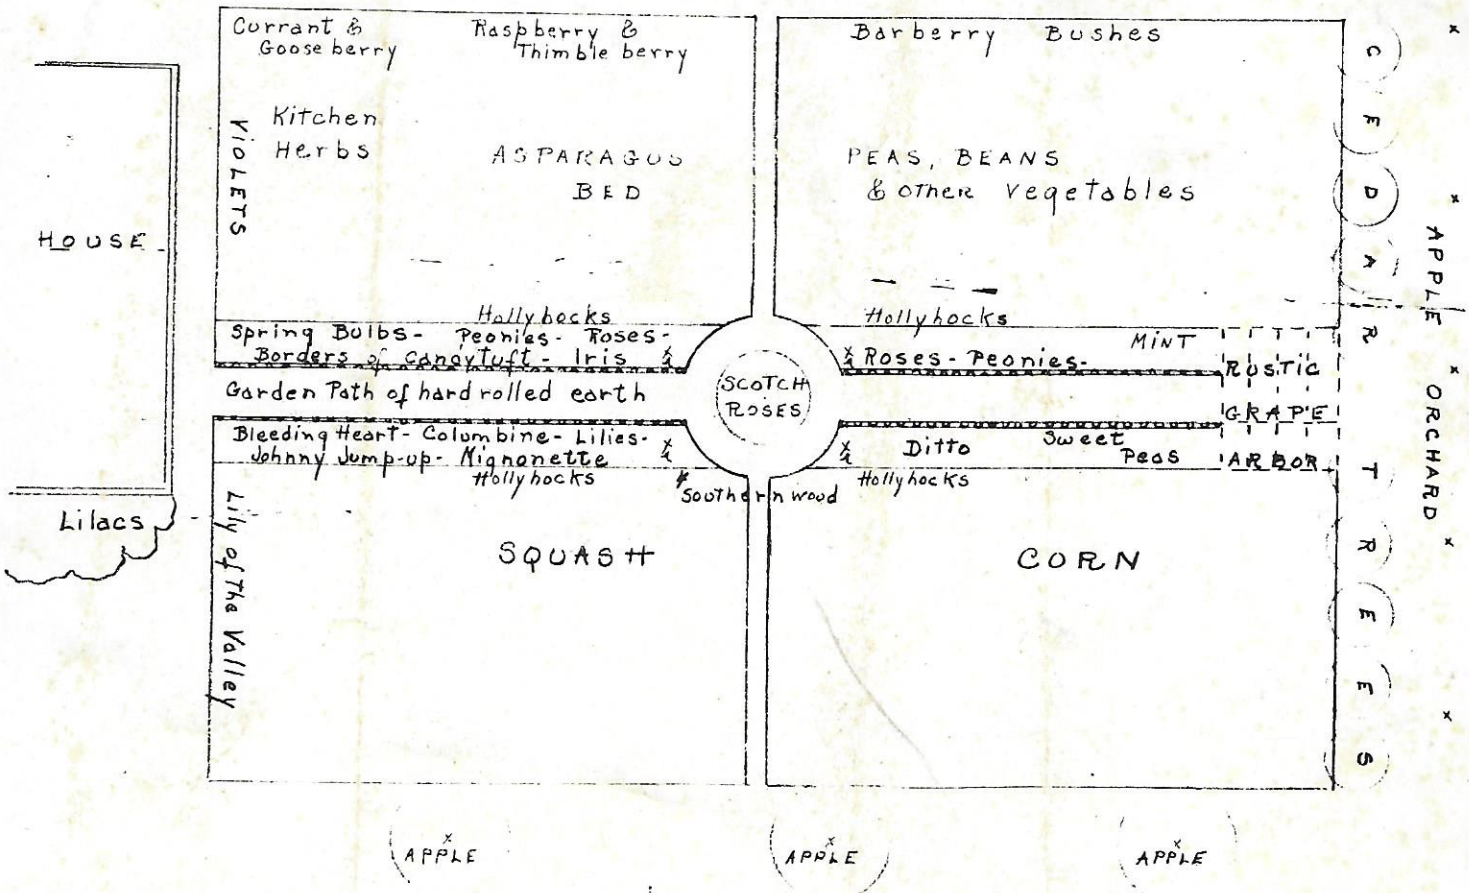 Currant &
Gooseberry
Raspberry &
Thimble berry
Barberry Bushes
Kitchen
Herbs
VIOLETS
ASPARAGUS
BED
PEAS, BEANS
& OTHER Vegetables
HOUSE
Hollyhocks
Hollyhocks
Spring Bulbs- Peonies- Roses-
Borders of candytuft- Iris
Roses- Peonies-
MINT
Garden Path of hard rolled earth
SCOTCH
ROSES
RUSTIC
GRAPE
ARBOR
Bleeding Heart- Columbine- Lilies-
Johnny Jump-up- Mignonette
Ditto
Sweet
Peas
Hollyhocks
Southernwood
Hollyhocks
Lilacs
Lily of the Valley
SQUASH
CORN
CEDAR TREES
APPLE ORCHARD
APPLE
APPLE
APPLE